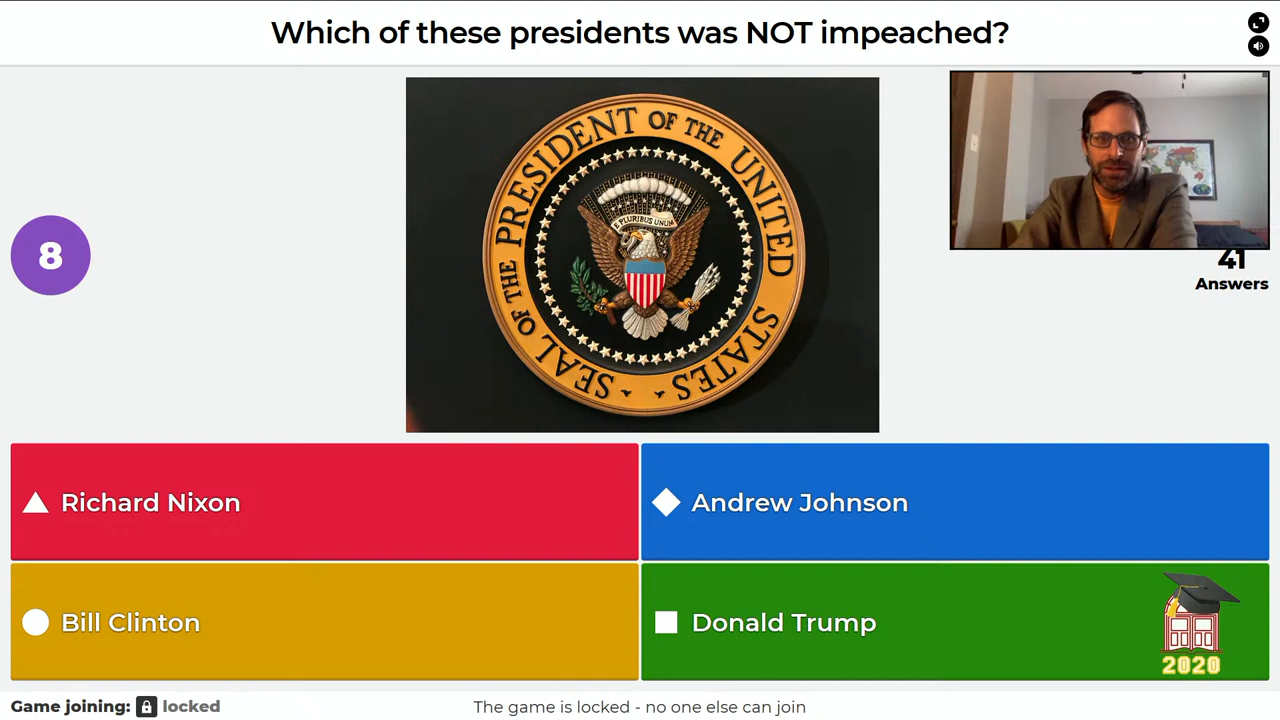 Which of these presidents was NOT impeached?
SEAL OF THE PRESIDENT OF THE UNITED STATES
E PLURIBUS UNUM
8
41
Answers
Richard Nixon
Andrew Johnson
Bill Clinton
Donald Trump
2020
Game joining: locked
The game is locked - no one else can join